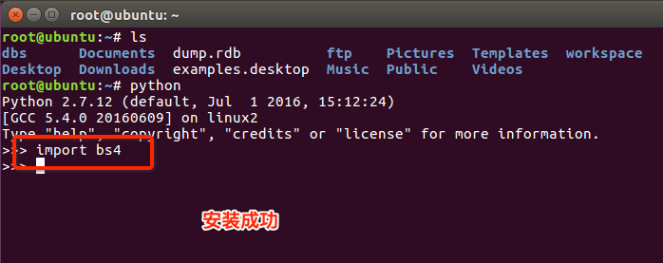 root@ubuntu: ~
root@ubuntu:~# ls
dbs Documents dump.rdb ftp Pictures Templates workspace
Desktop Downloads examples.desktop Music Public Videos
root@ubuntu:~# python
Python 2.7.12 (default, Jul 1 2016, 15:12:24)
[GCC 5.4.0 20160609] on linux2
Type "help", "copyright", "credits" or "license" for more information.
>>> import bs4
>>>
安装成功